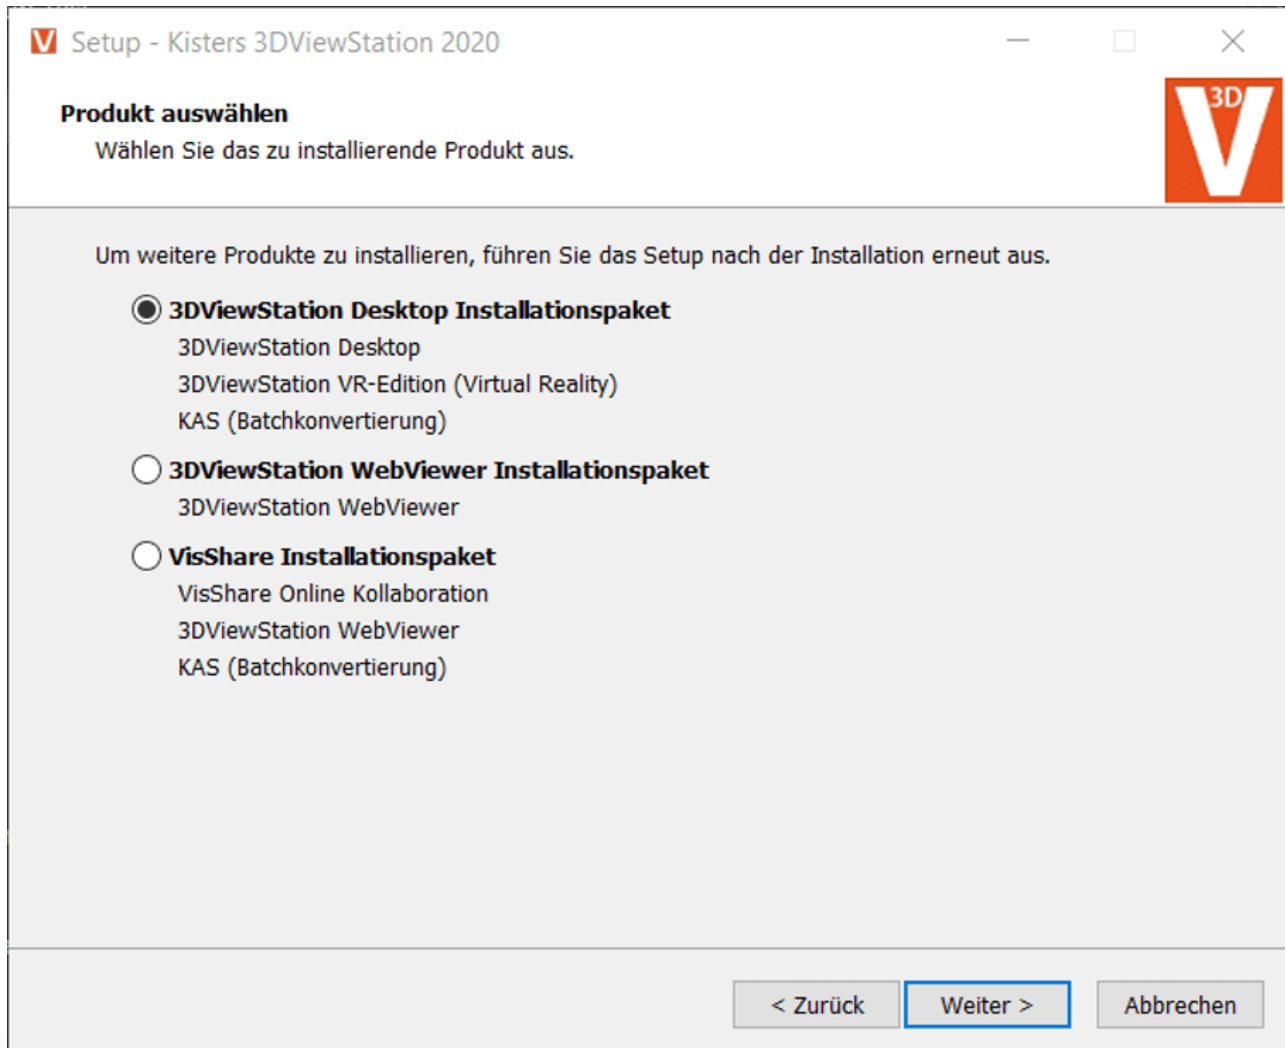 V Setup - Kisters 3DViewStation 2020
Produkt auswählen
Wählen Sie das zu installierende Produkt aus.
3D
V
Um weitere Produkte zu installieren, führen Sie das Setup nach der Installation erneut aus.
3DViewStation Desktop Installationspaket
3DViewStation Desktop
3DViewStation VR-Edition (Virtual Reality)
KAS (Batchkonvertierung)
3DViewStation WebViewer Installationspaket
3DViewStation WebViewer
VisShare Installationspaket
VisShare Online Kollaboration
3DViewStation WebViewer
KAS (Batchkonvertierung)
< Zurück Weiter > Abbrechen